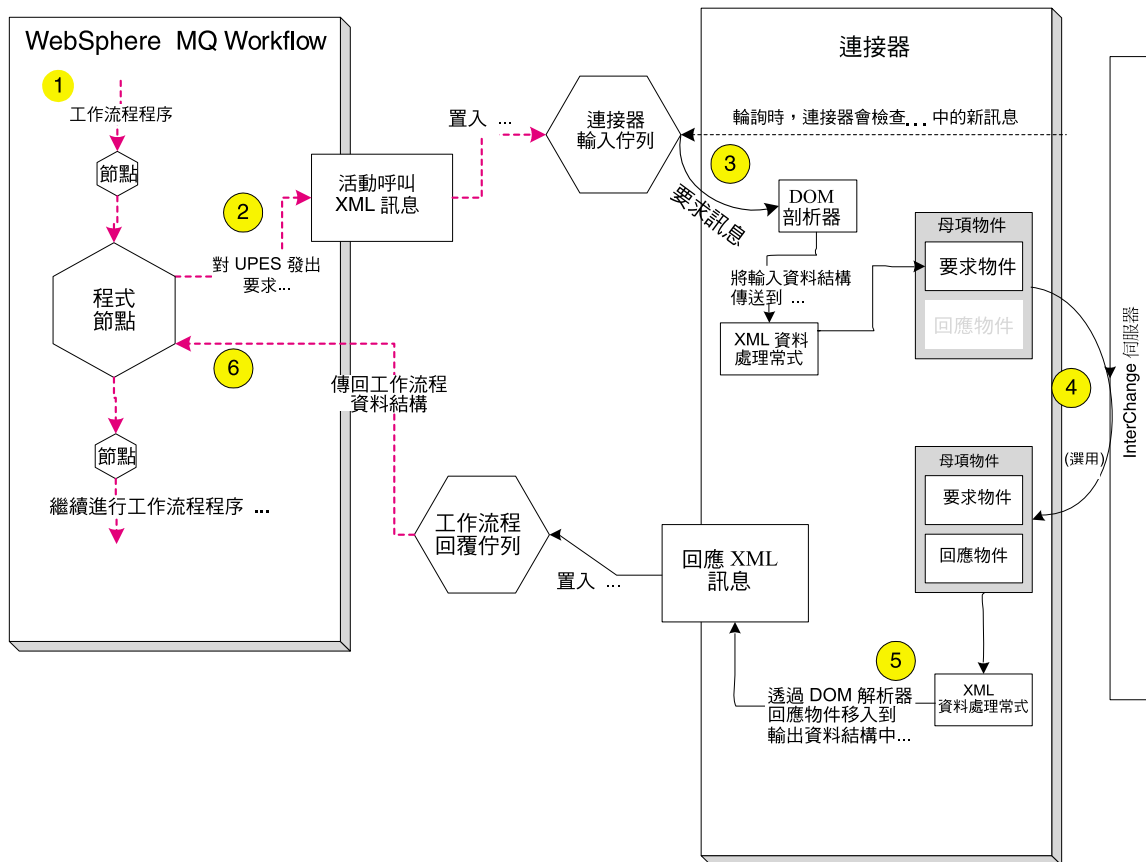 WebSphere MQ Workflow
1
工作流程程序
節點
2
對 UPES 發出
要求...
程式
節點
6
節點
繼續進行工作流程程序 ...
活動呼叫
XML 訊息
置入 ...
連接器
輸入佇列
傳回工作流程
資料結構
工作流程
回覆佇列
置入 ...
連接器
輪詢時，連接器會檢查... 中的新訊息
3
要求訊息
DOM
剖析器
將輸入資料結構
傳送到 ...
XML 資料
處理常式
母項物件
要求物件
回應物件
4
(選用)
InterChange 伺服器
母項物件
要求物件
回應物件
回應 XML
訊息
5
透過 DOM 解析器
回應物件移入到
輸出資料結構中...
XML
資料處理常式